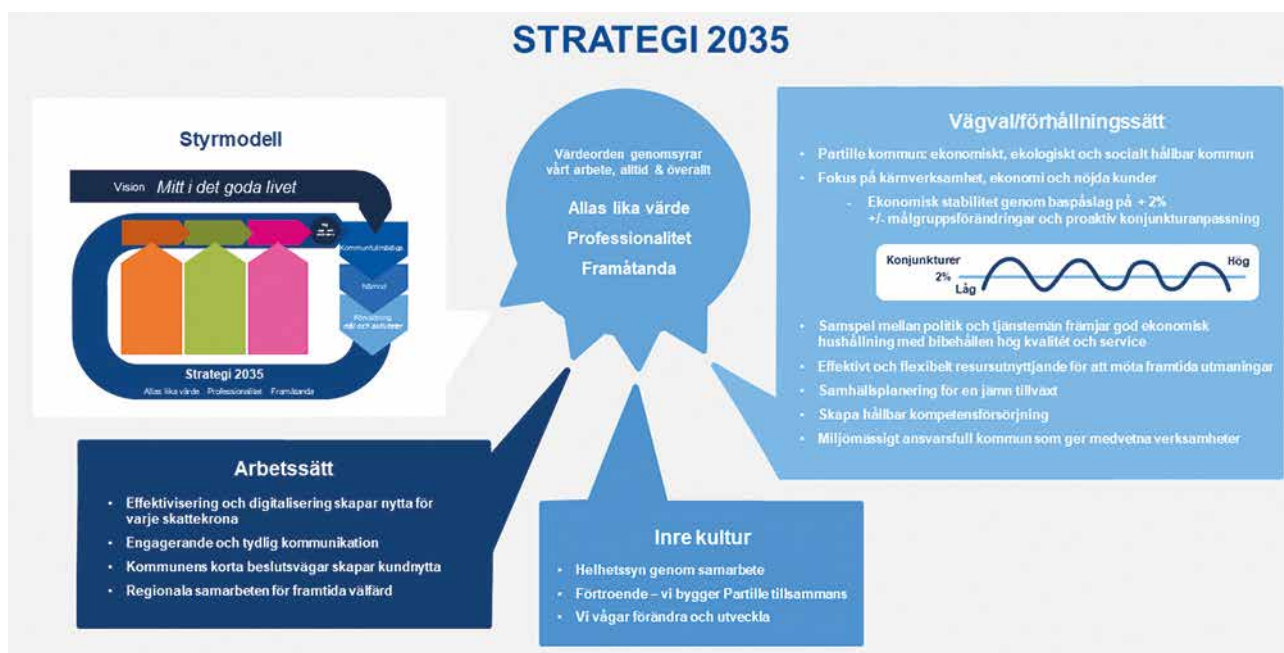 STRATEGI 2035
Styrmodell
Vision Mitt i det goda livet
Kommunfullmäktige
Nämnd
Förvaltning
mål och aktiviteter
Strategi 2035
Allas lika värde Professionalitet Framåtanda
Värdeorden genomsyrar
vårt arbete, alltid & överallt
Allas lika värde
Professionalitet
Framåtanda
Vägval/förhållningssätt
• Partille kommun: ekonomiskt, ekologiskt och socialt hållbar kommun
• Fokus på kärnverksamhet, ekonomi och nöjda kunder
- Ekonomisk stabilitet genom baspåslag på + 2%
+/- målgruppsförändringar och proaktiv konjunkturanpassning
Konjunkturer
2%
Låg
Hög
• Samspel mellan politik och tjänstemän främjar god ekonomisk
hushållning med bibehållen hög kvalitét och service
• Effektivt och flexibelt resursutnyttjande för att möta framtida utmaningar
• Samhällsplanering för en jämn tillväxt
• Skapa hållbar kompetensförsörjning
• Miljömässigt ansvarsfull kommun som ger medvetna verksamheter
Arbetssätt
• Effektivisering och digitalisering skapar nytta för
varje skattekrona
• Engagerande och tydlig kommunikation
• Kommunens korta beslutsvägar skapar kundnytta
• Regionala samarbeten för framtida välfärd
Inre kultur
• Helhetssyn genom samarbete
• Förtroende – vi bygger Partille tillsammans
• Vi vågar förändra och utveckla